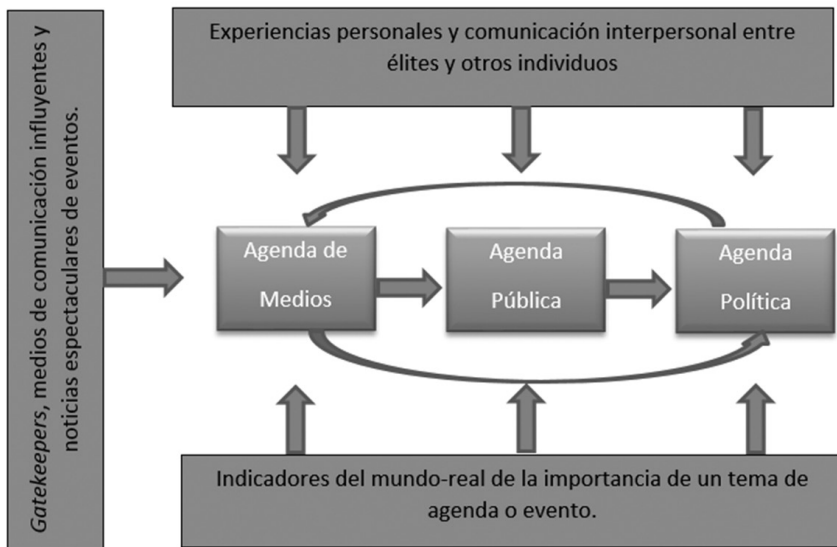 Gatekeepers, medios de comunicación influyentes y
noticias espectaculares de eventos.
Experiencias personales y comunicación interpersonal entre
élites y otros individuos
Agenda de
Medios
Agenda
Pública
Agenda
Política
Indicadores del mundo-real de la importancia de un tema de
agenda o evento.